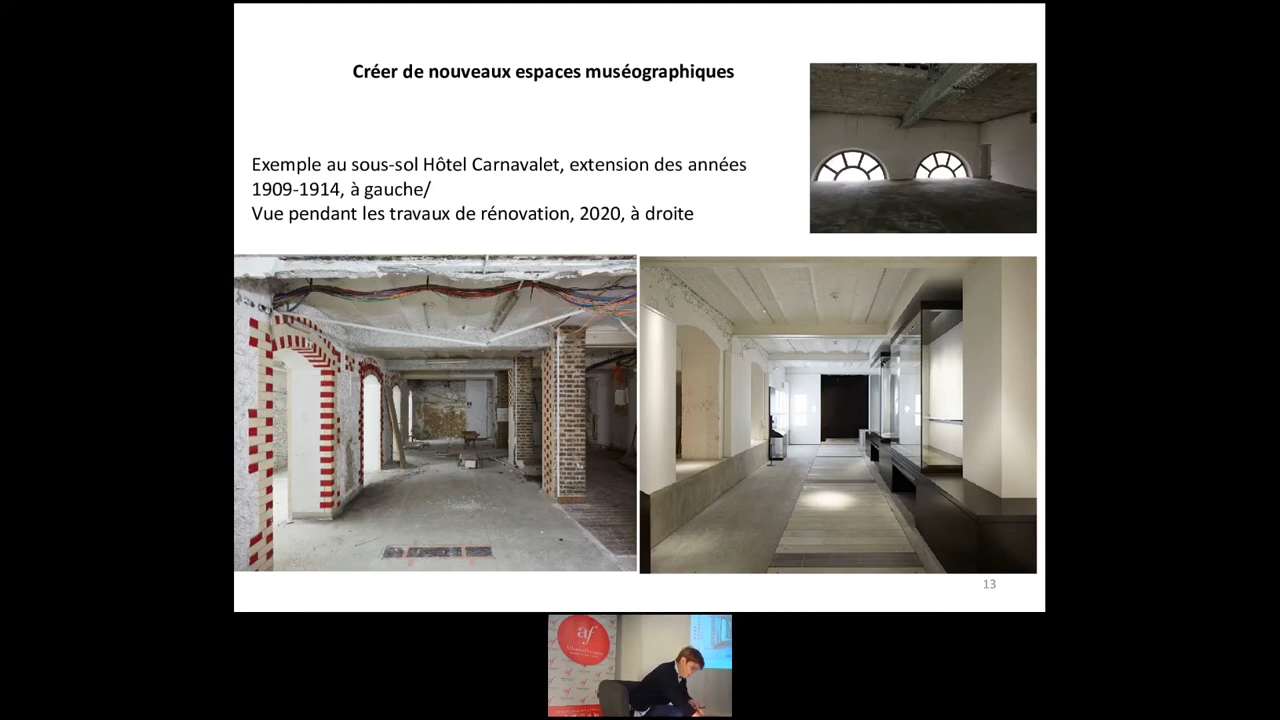 Créer de nouveaux espaces muséographiques
Exemple au sous-sol Hôtel Carnavalet, extension des années
1909-1914, à gauche/
Vue pendant les travaux de rénovation, 2020, à droite
13
af